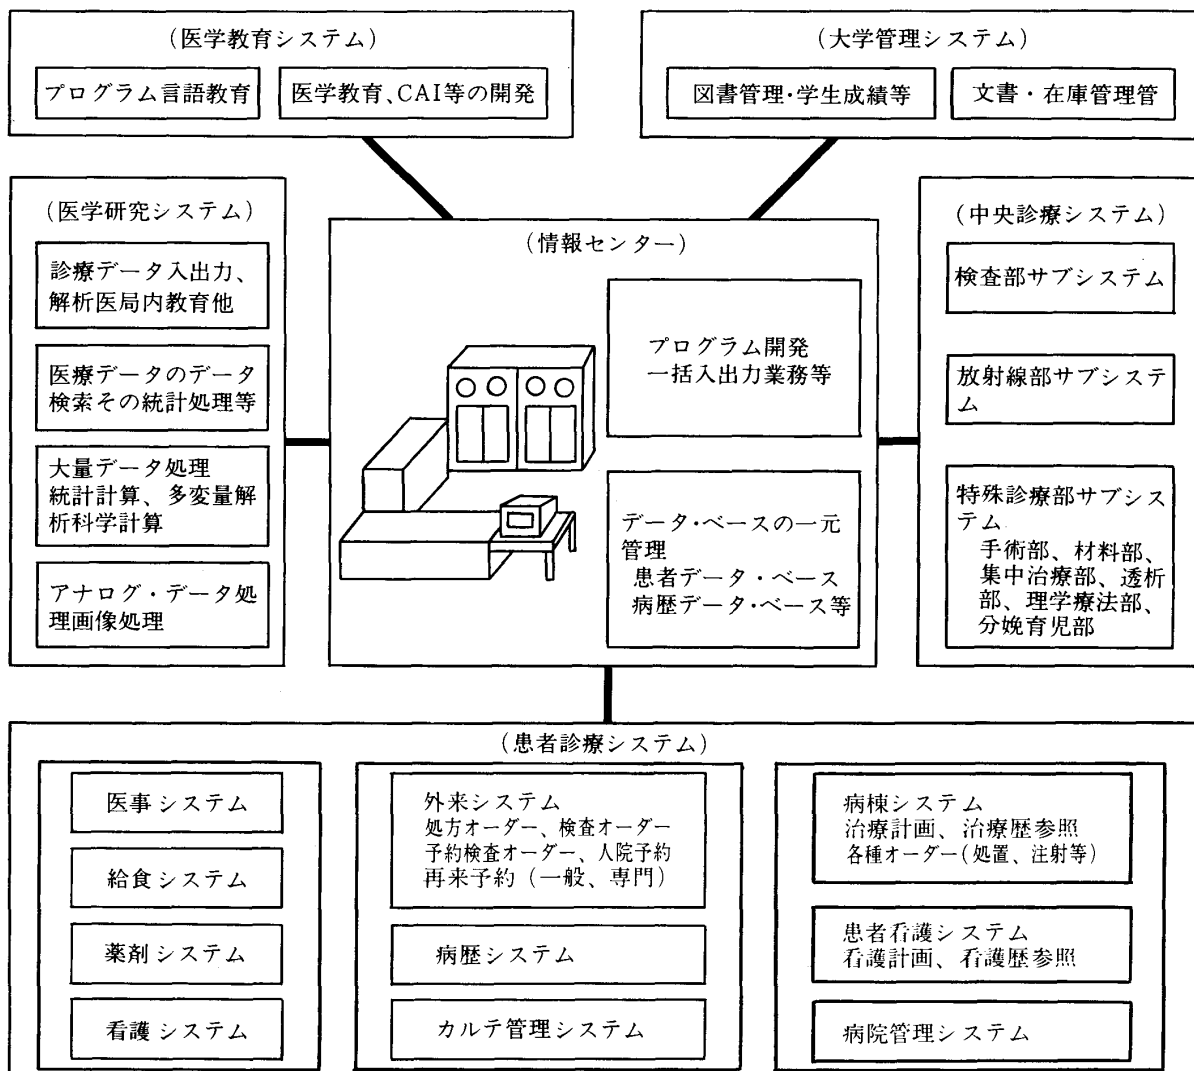 (医学教育システム)
プログラム言語教育
医学教育、CAI等の開発
(大学管理システム)
図書管理・学生成績等
文書・在庫管理管
(医学研究システム)
診療データ入出力、
解析医局内教育他
医療データのデータ
検索その統計処理等
大量データ処理
統計計算、多変量解
析科学計算
アナログ・データ処
理画像処理
(情報センター)
プログラム開発
一括入出力業務等
データ・ベースの一元
管理
患者データ・ベース
病歴データ・ベース等
(中央診療システム)
検査部サブシステム
放射線部サブシステ
ム
特殊診療部サブシス
テム
手術部、材料部、
集中治療部、透析
部、理学療法部、
分娩育児部
(患者診療システム)
医事システム
給食システム
薬剤システム
看護システム
外来システム
処方オーダー、検査オーダー
予約検査オーダー、人院予約
再来予約(一般、専門)
病歴システム
カルテ管理システム
病棟システム
治療計画、治療歴参照
各種オーダー(処置、注射等)
患者看護システム
看護計画、看護歴参照
病院管理システム